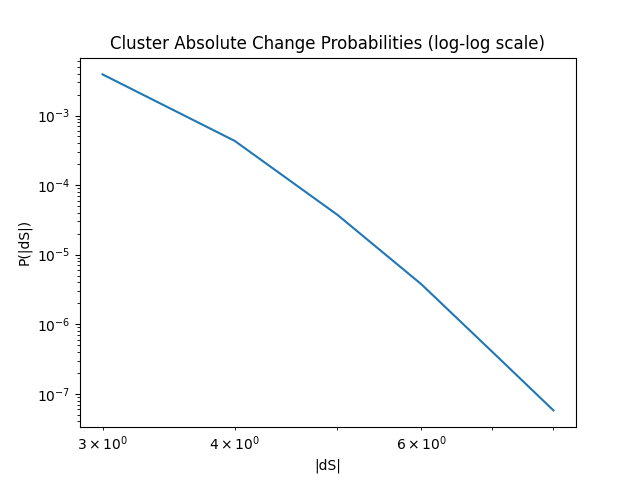 Cluster Absolute Change Probabilities (log-log scale)
P(|dS|)
10⁻³
10⁻⁴
10⁻⁵
10⁻⁶
10⁻⁷
3 × 10⁰ 4 × 10⁰ 6 × 10⁰
|dS|